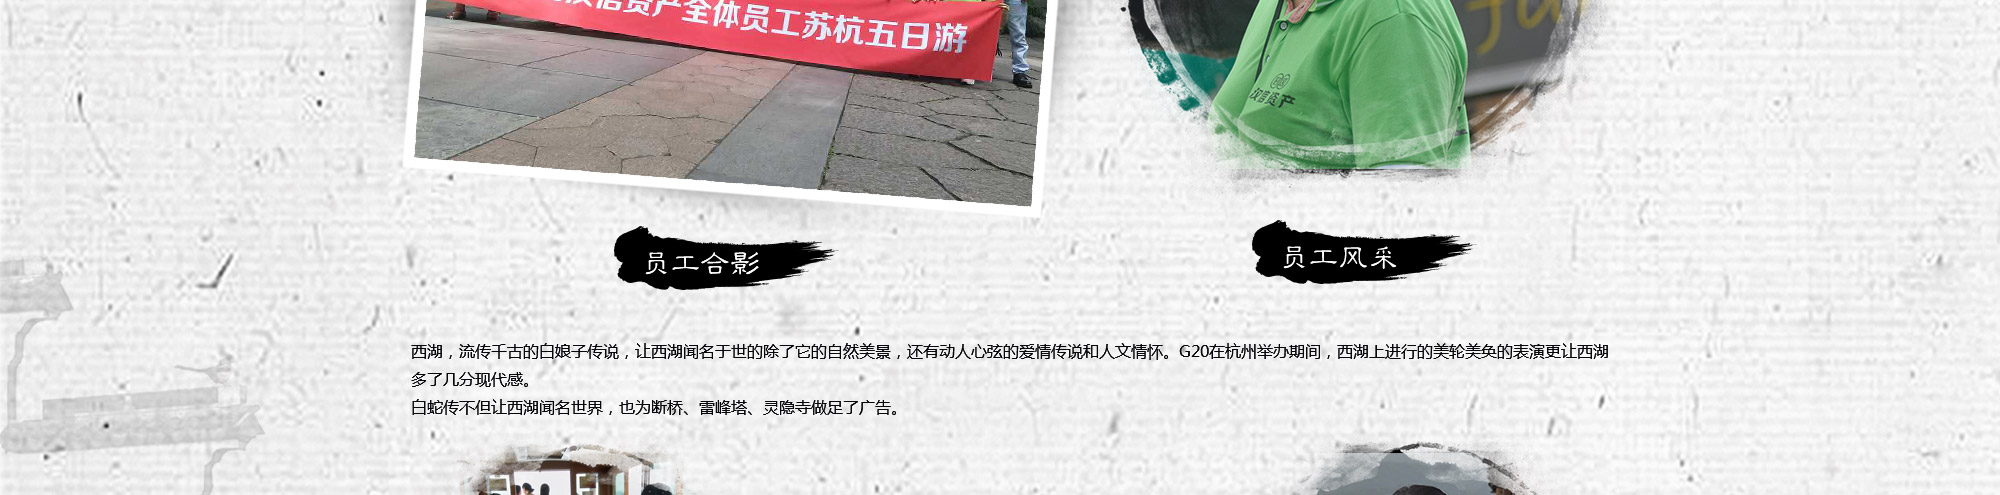 汉信资产全体员工苏杭五日游
汉信资产
员工合影
员工风采
西湖，流传千古的白娘子传说，让西湖闻名于世的除了它的自然美景，还有动人心弦的爱情传说和人文情怀。G20在杭州举办期间，西湖上进行的美轮美奂的表演更让西湖
多了几分现代感。
白蛇传不但让西湖闻名世界，也为断桥、雷峰塔、灵隐寺做足了广告。